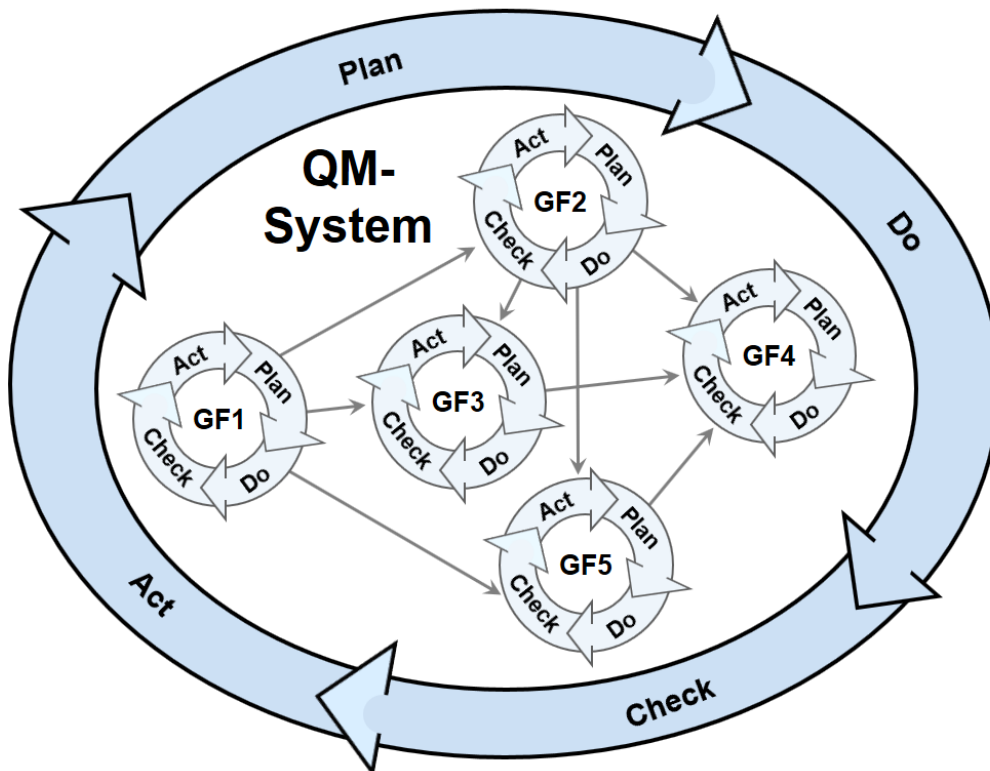 Plan
Do
Check
Act
QM-
System
Act
Plan
GF2
Check
Do
Act
Plan
GF1
Check
Do
Act
Plan
GF3
Check
Do
Act
Plan
GF4
Check
Do
Act
Plan
GF5
Check
Do